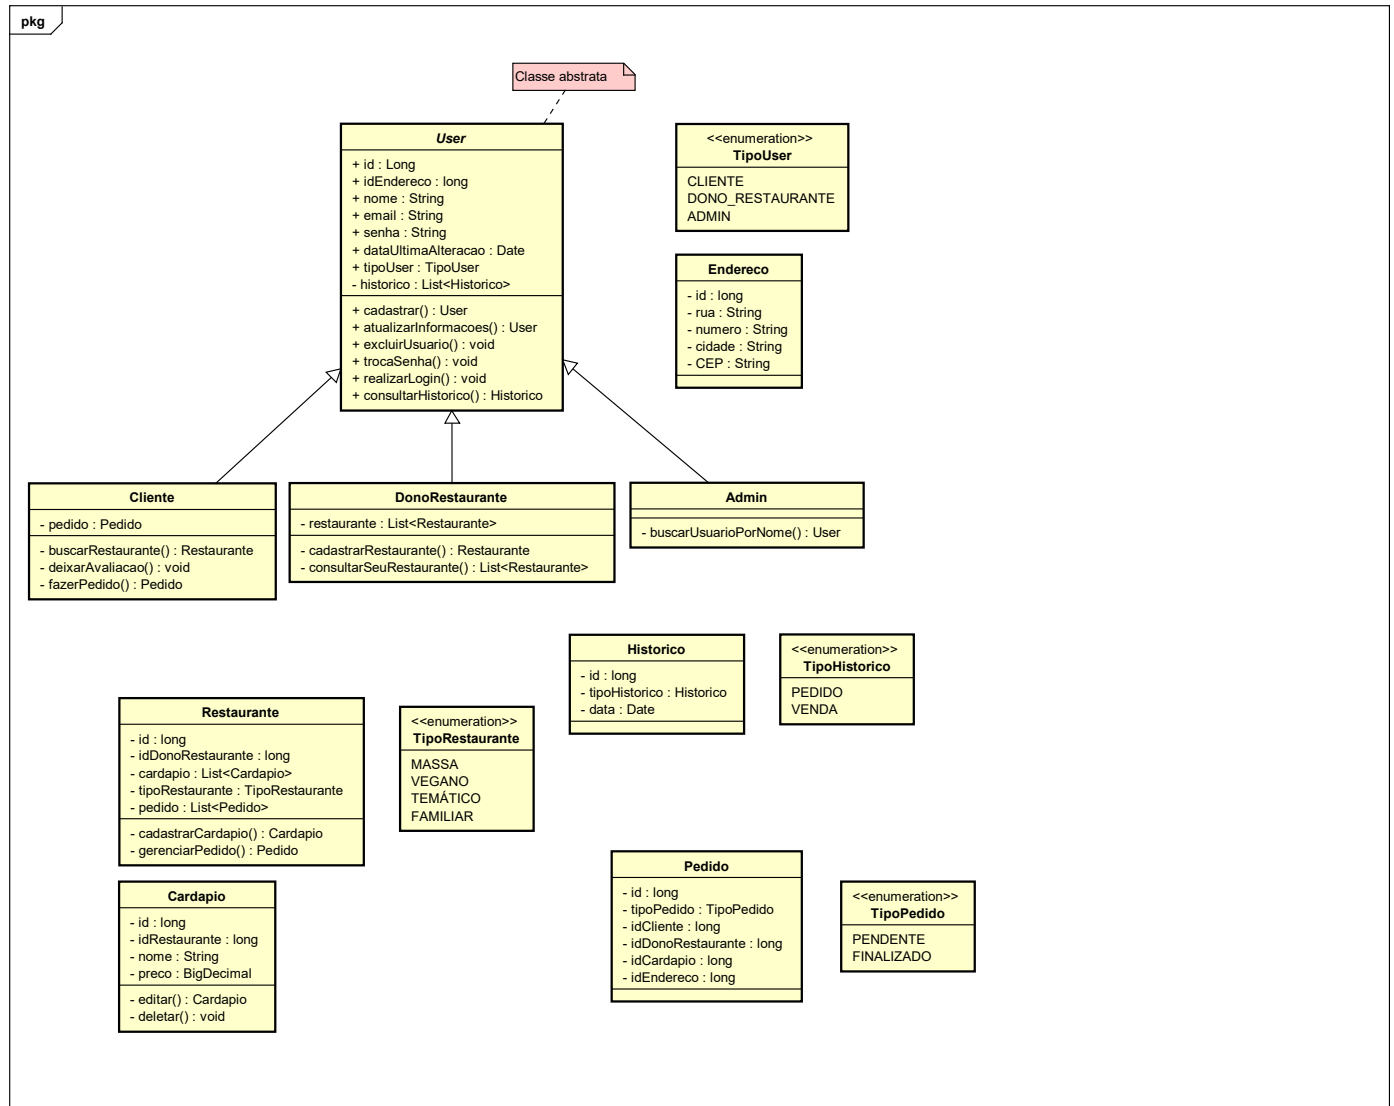 pkg
Classe abstrata
User
+ id : Long
+ idEndereco : long
+ nome : String
+ email : String
+ senha : String
+ dataUltimaAlteracao : Date
+ tipoUser : TipoUser
- historico : List<Historico>
+ cadastrar() : User
+ atualizarInformacoes() : User
+ excluirUsuario() : void
+ trocaSenha() : void
+ realizarLogin() : void
+ consultarHistorico() : Historico
<<enumeration>>
TipoUser
CLIENTE
DONO_RESTAURANTE
ADMIN
Endereco
- id : long
- rua : String
- numero : String
- cidade : String
- CEP : String
Cliente
- pedido : Pedido
- buscarRestaurante() : Restaurante
- deixarAvaliacao() : void
- fazerPedido() : Pedido
DonoRestaurante
- restaurante : List<Restaurante>
- cadastrarRestaurante() : Restaurante
- consultarSeuRestaurante() : List<Restaurante>
Admin
- buscarUsuarioPorNome() : User
Historico
- id : long
- tipoHistorico : Historico
- data : Date
<<enumeration>>
TipoHistorico
PEDIDO
VENDA
Restaurante
- id : long
- idDonoRestaurante : long
- cardapio : List<Cardapio>
- tipoRestaurante : TipoRestaurante
- pedido : List<Pedido>
- cadastrarCardapio() : Cardapio
- gerenciarPedido() : Pedido
<<enumeration>>
TipoRestaurante
MASSA
VEGANO
TEMÁTICO
FAMILIAR
Cardapio
- id : long
- idRestaurante : long
- nome : String
- preco : BigDecimal
- editar() : Cardapio
- deletar() : void
Pedido
- id : long
- tipoPedido : TipoPedido
- idCliente : long
- idDonoRestaurante : long
- idCardapio : long
- idEndereco : long
<<enumeration>>
TipoPedido
PENDENTE
FINALIZADO